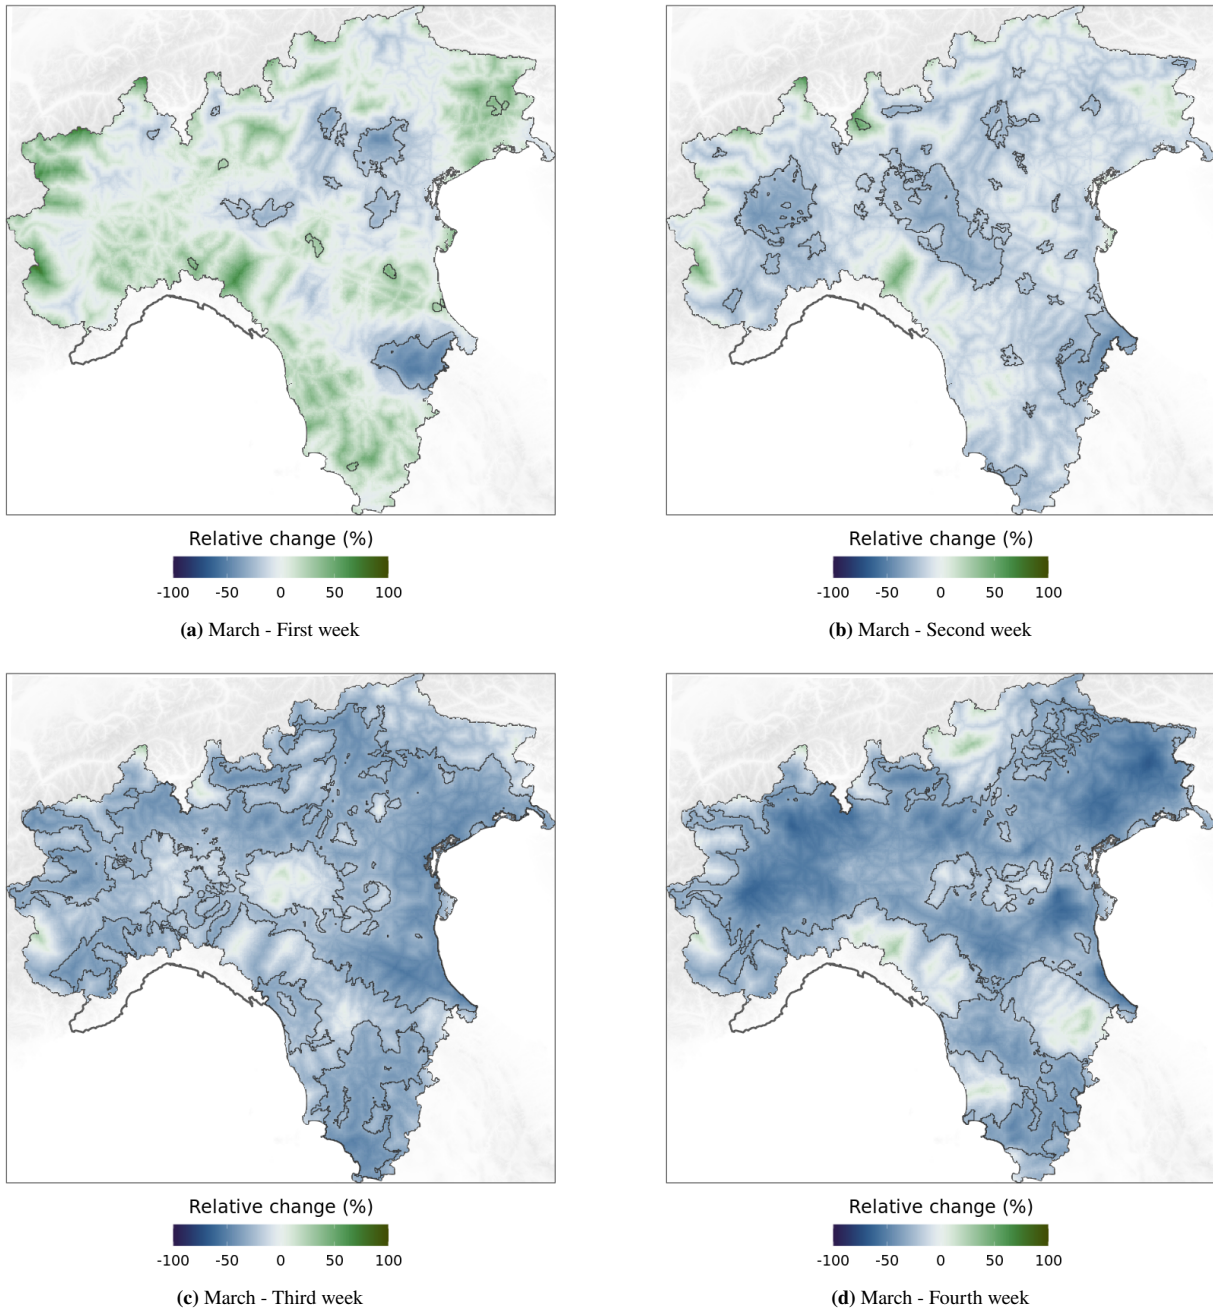 Relative change (%)
-100 -50 0 50 100
(a) March - First week
Relative change (%)
-100 -50 0 50 100
(b) March - Second week
Relative change (%)
-100 -50 0 50 100
(c) March - Third week
Relative change (%)
-100 -50 0 50 100
(d) March - Fourth week